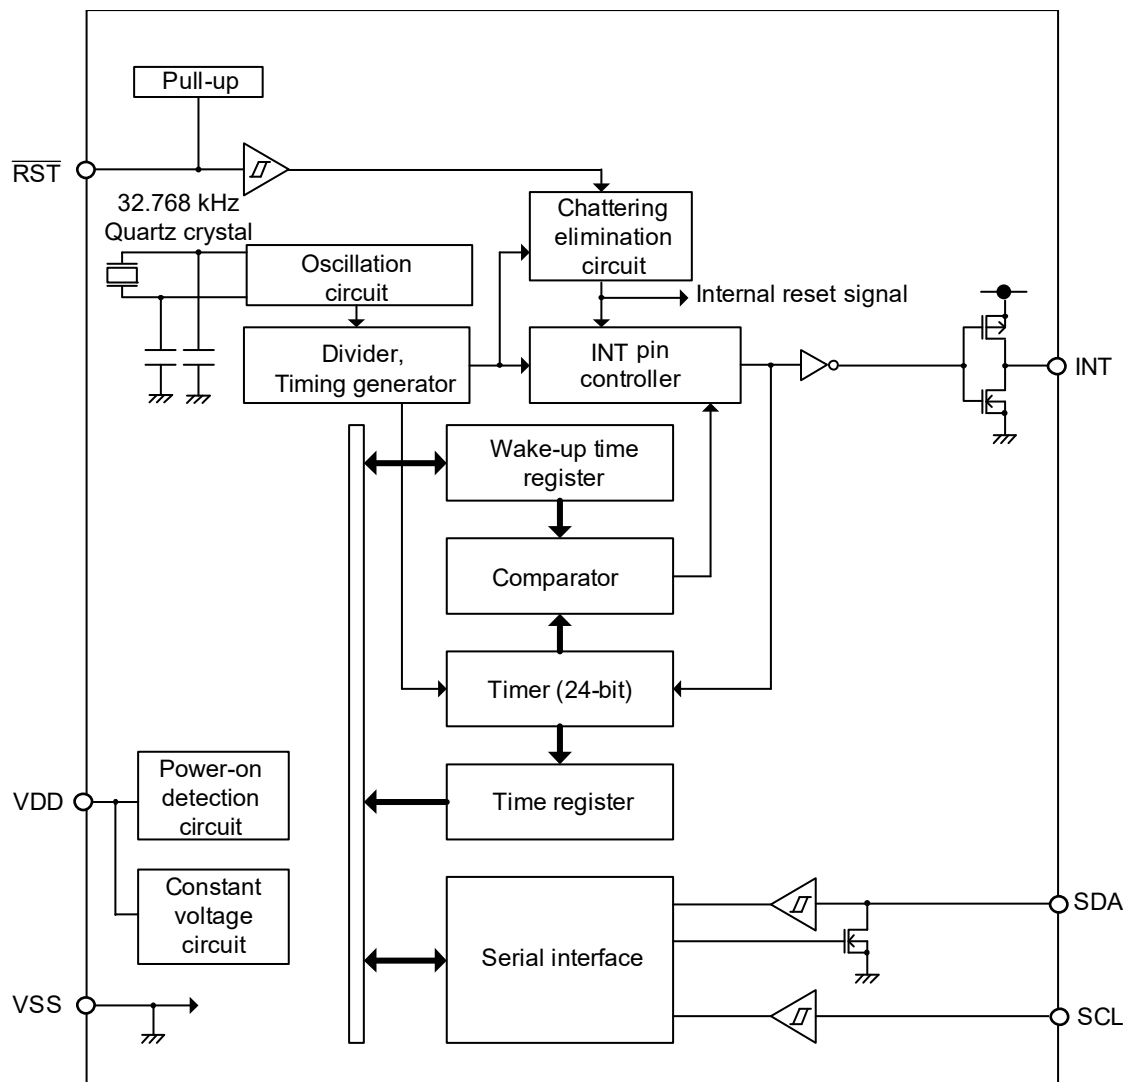 Pull-up
RST
32.768 kHz
Quartz crystal
Chattering
elimination
circuit
Oscillation
circuit
Internal reset signal
Divider,
Timing generator
INT pin
controller
INT
Wake-up time
register
Comparator
Timer (24-bit)
Time register
VDD
Power-on
detection
circuit
Constant
voltage
circuit
VSS
Serial interface
SDA
SCL